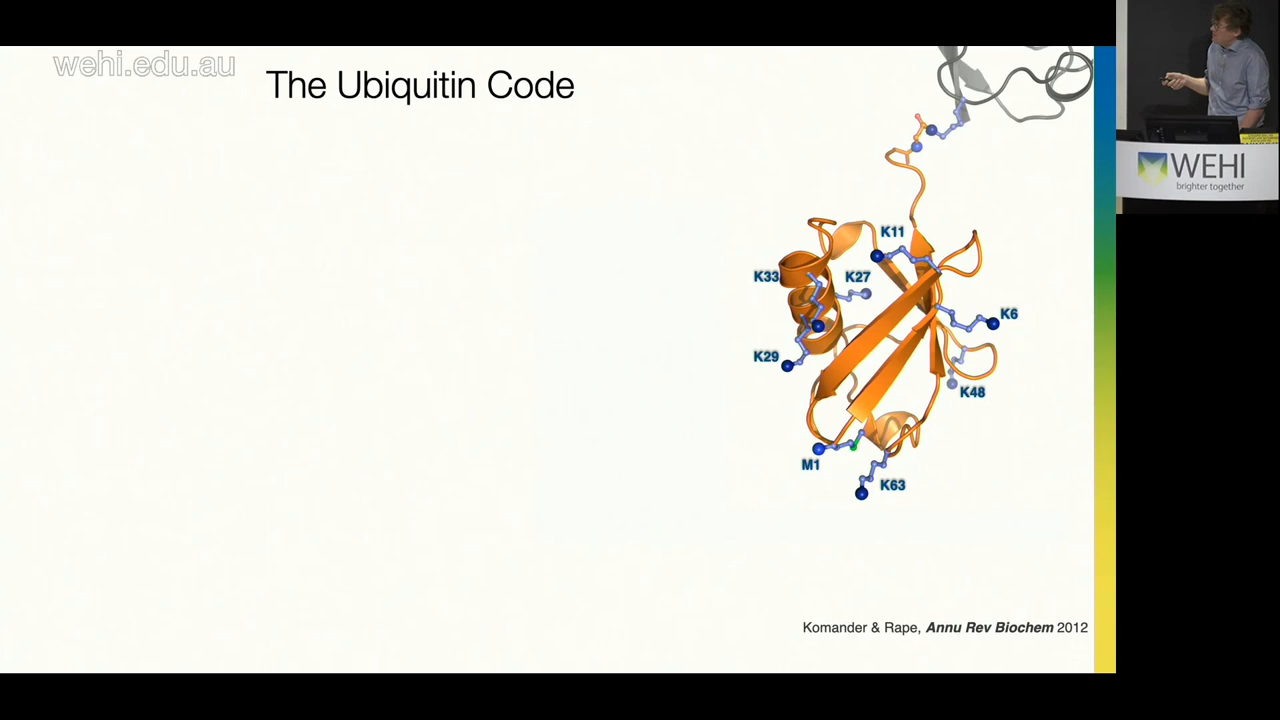 wehi.edu.au
The Ubiquitin Code
K11
K33
K27
K6
K29
K48
M1
K63
Komander & Rape, Annu Rev Biochem 2012
WEHI
brighter together